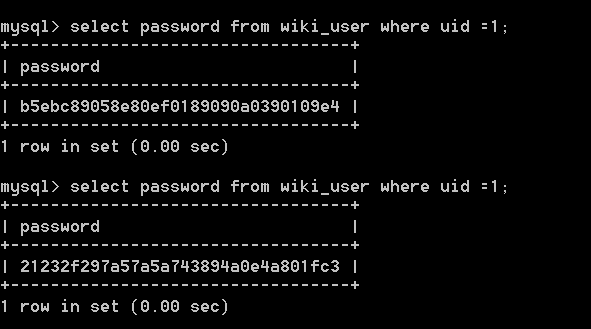 mysql> select password from wiki_user where uid =1;
+----------------------------------+
| password                         |
+----------------------------------+
| b5ebc89058e80ef0189090a0390109e4 |
+----------------------------------+
1 row in set (0.00 sec)
mysql> select password from wiki_user where uid =1;
+----------------------------------+
| password                         |
+----------------------------------+
| 21232f297a57a5a743894a0e4a801fc3 |
+----------------------------------+
1 row in set (0.00 sec)